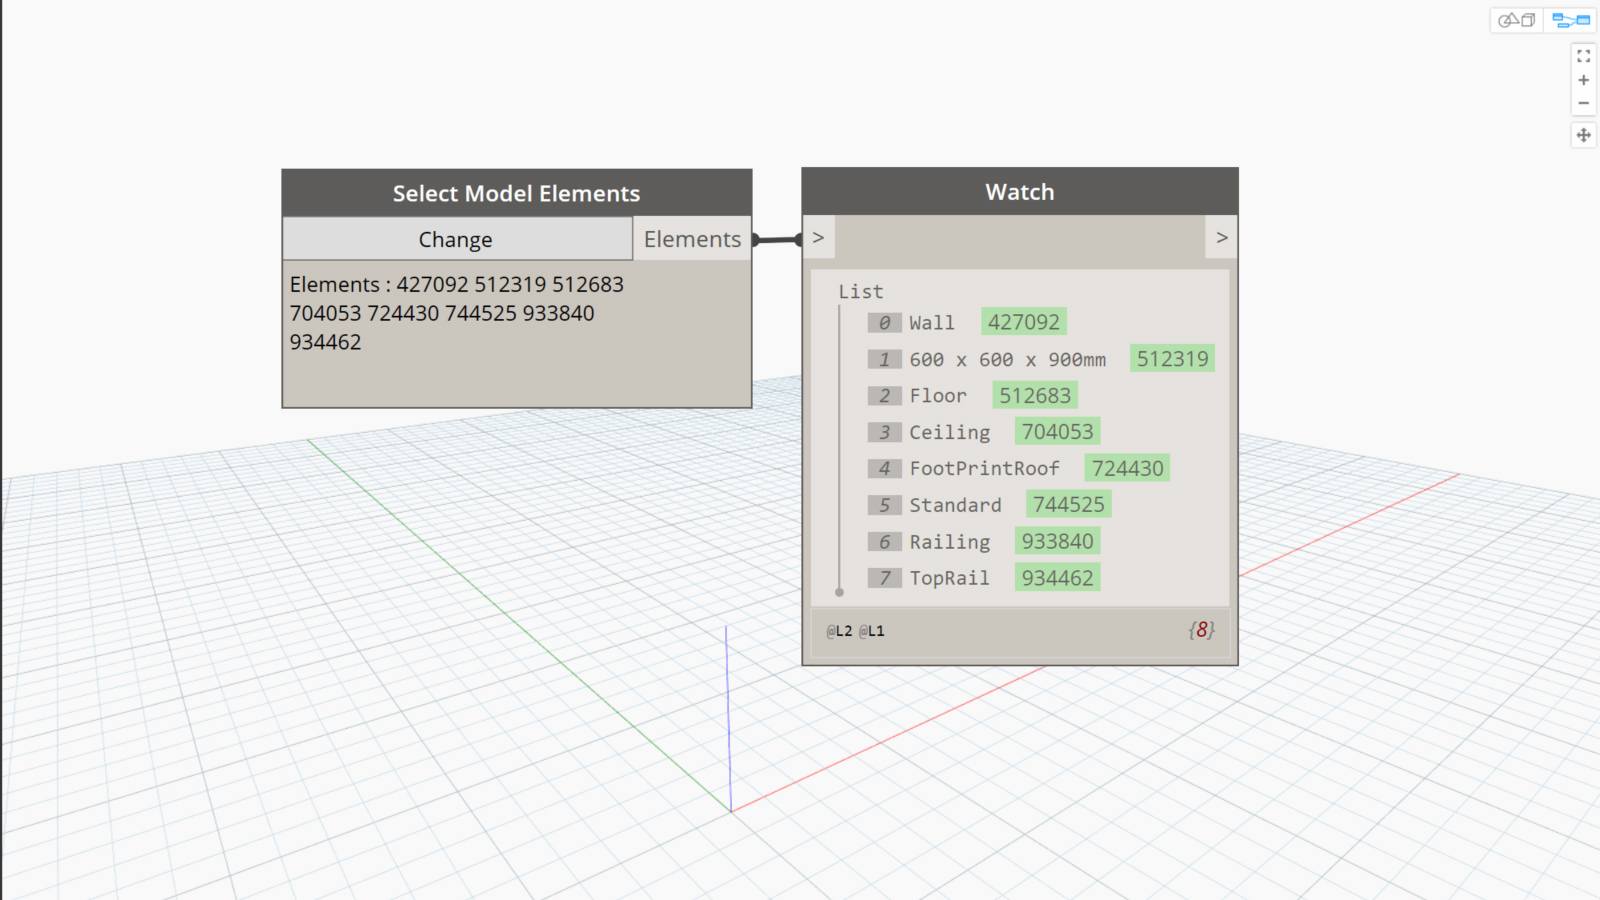 Select Model Elements
Change
Elements
Elements : 427092 512319 512683
704053 724430 744525 933840
934462
Watch
>
>
List
0 Wall 427092
1 600 x 600 x 900mm 512319
2 Floor 512683
3 Ceiling 704053
4 FootPrintRoof 724430
5 Standard 744525
6 Railing 933840
7 TopRail 934462
@L2 @L1
{8}